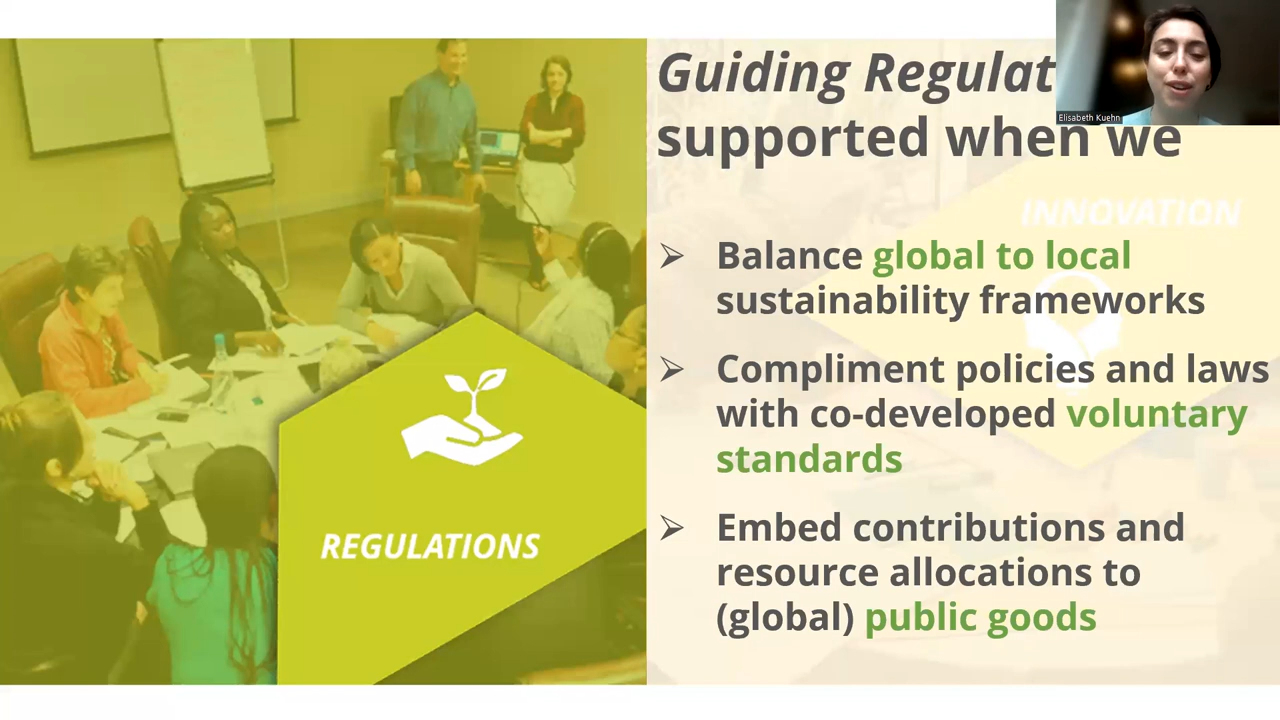 Guiding Regulat
supported when we
Elisabeth Kuehn
INNOVATION
➢ Balance global to local
sustainability frameworks
➢ Compliment policies and laws
with co-developed voluntary
standards
➢ Embed contributions and
resource allocations to
(global) public goods
REGULATIONS